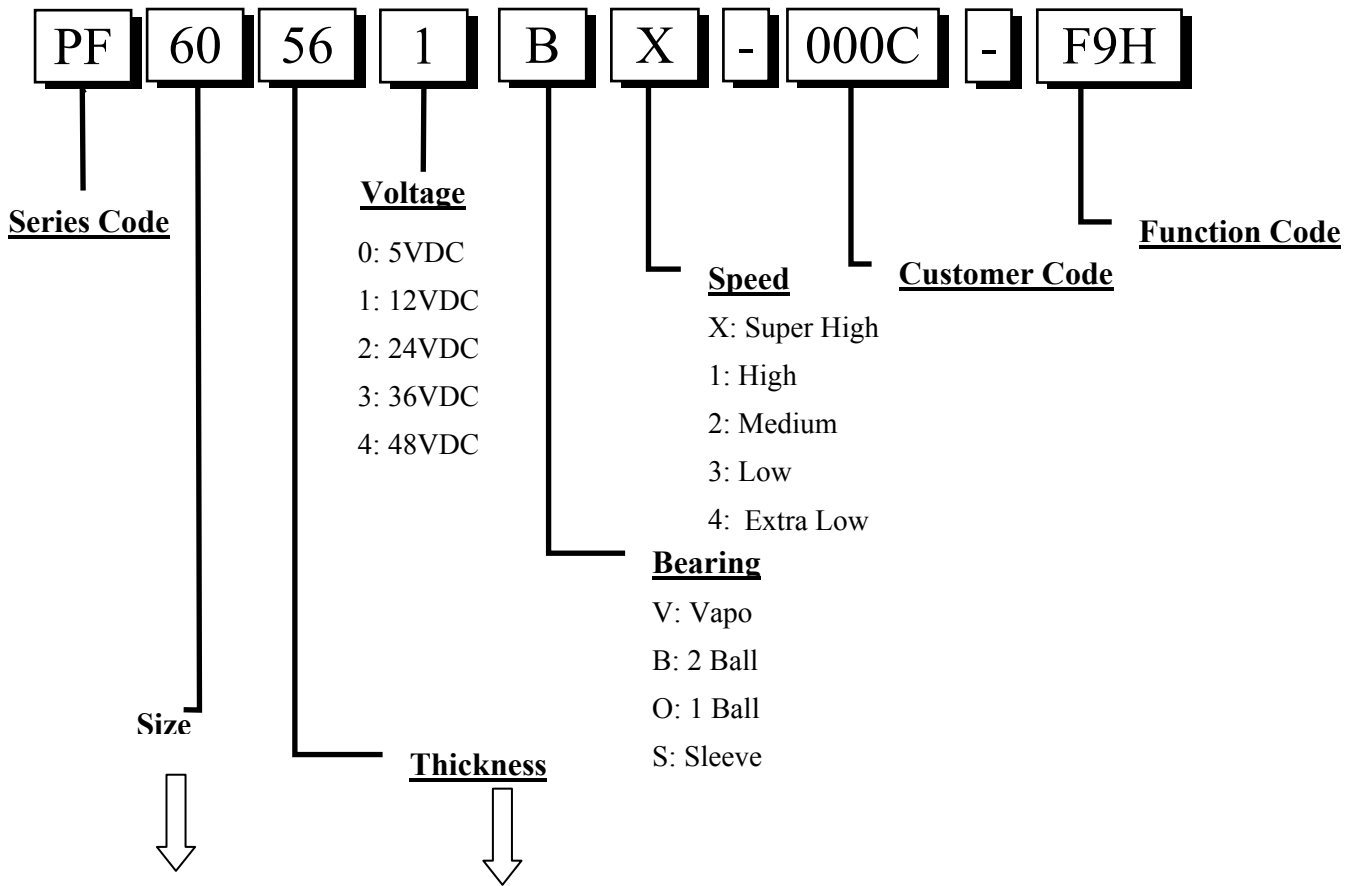 PF 60 56 1 B X - 000C - F9H
Series Code
Voltage
0: 5VDC
1: 12VDC
2: 24VDC
3: 36VDC
4: 48VDC
Function Code
Customer Code
Speed
X: Super High
1: High
2: Medium
3: Low
4: Extra Low
Bearing
V: Vapo
B: 2 Ball
O: 1 Ball
S: Sleeve
Size
Thickness